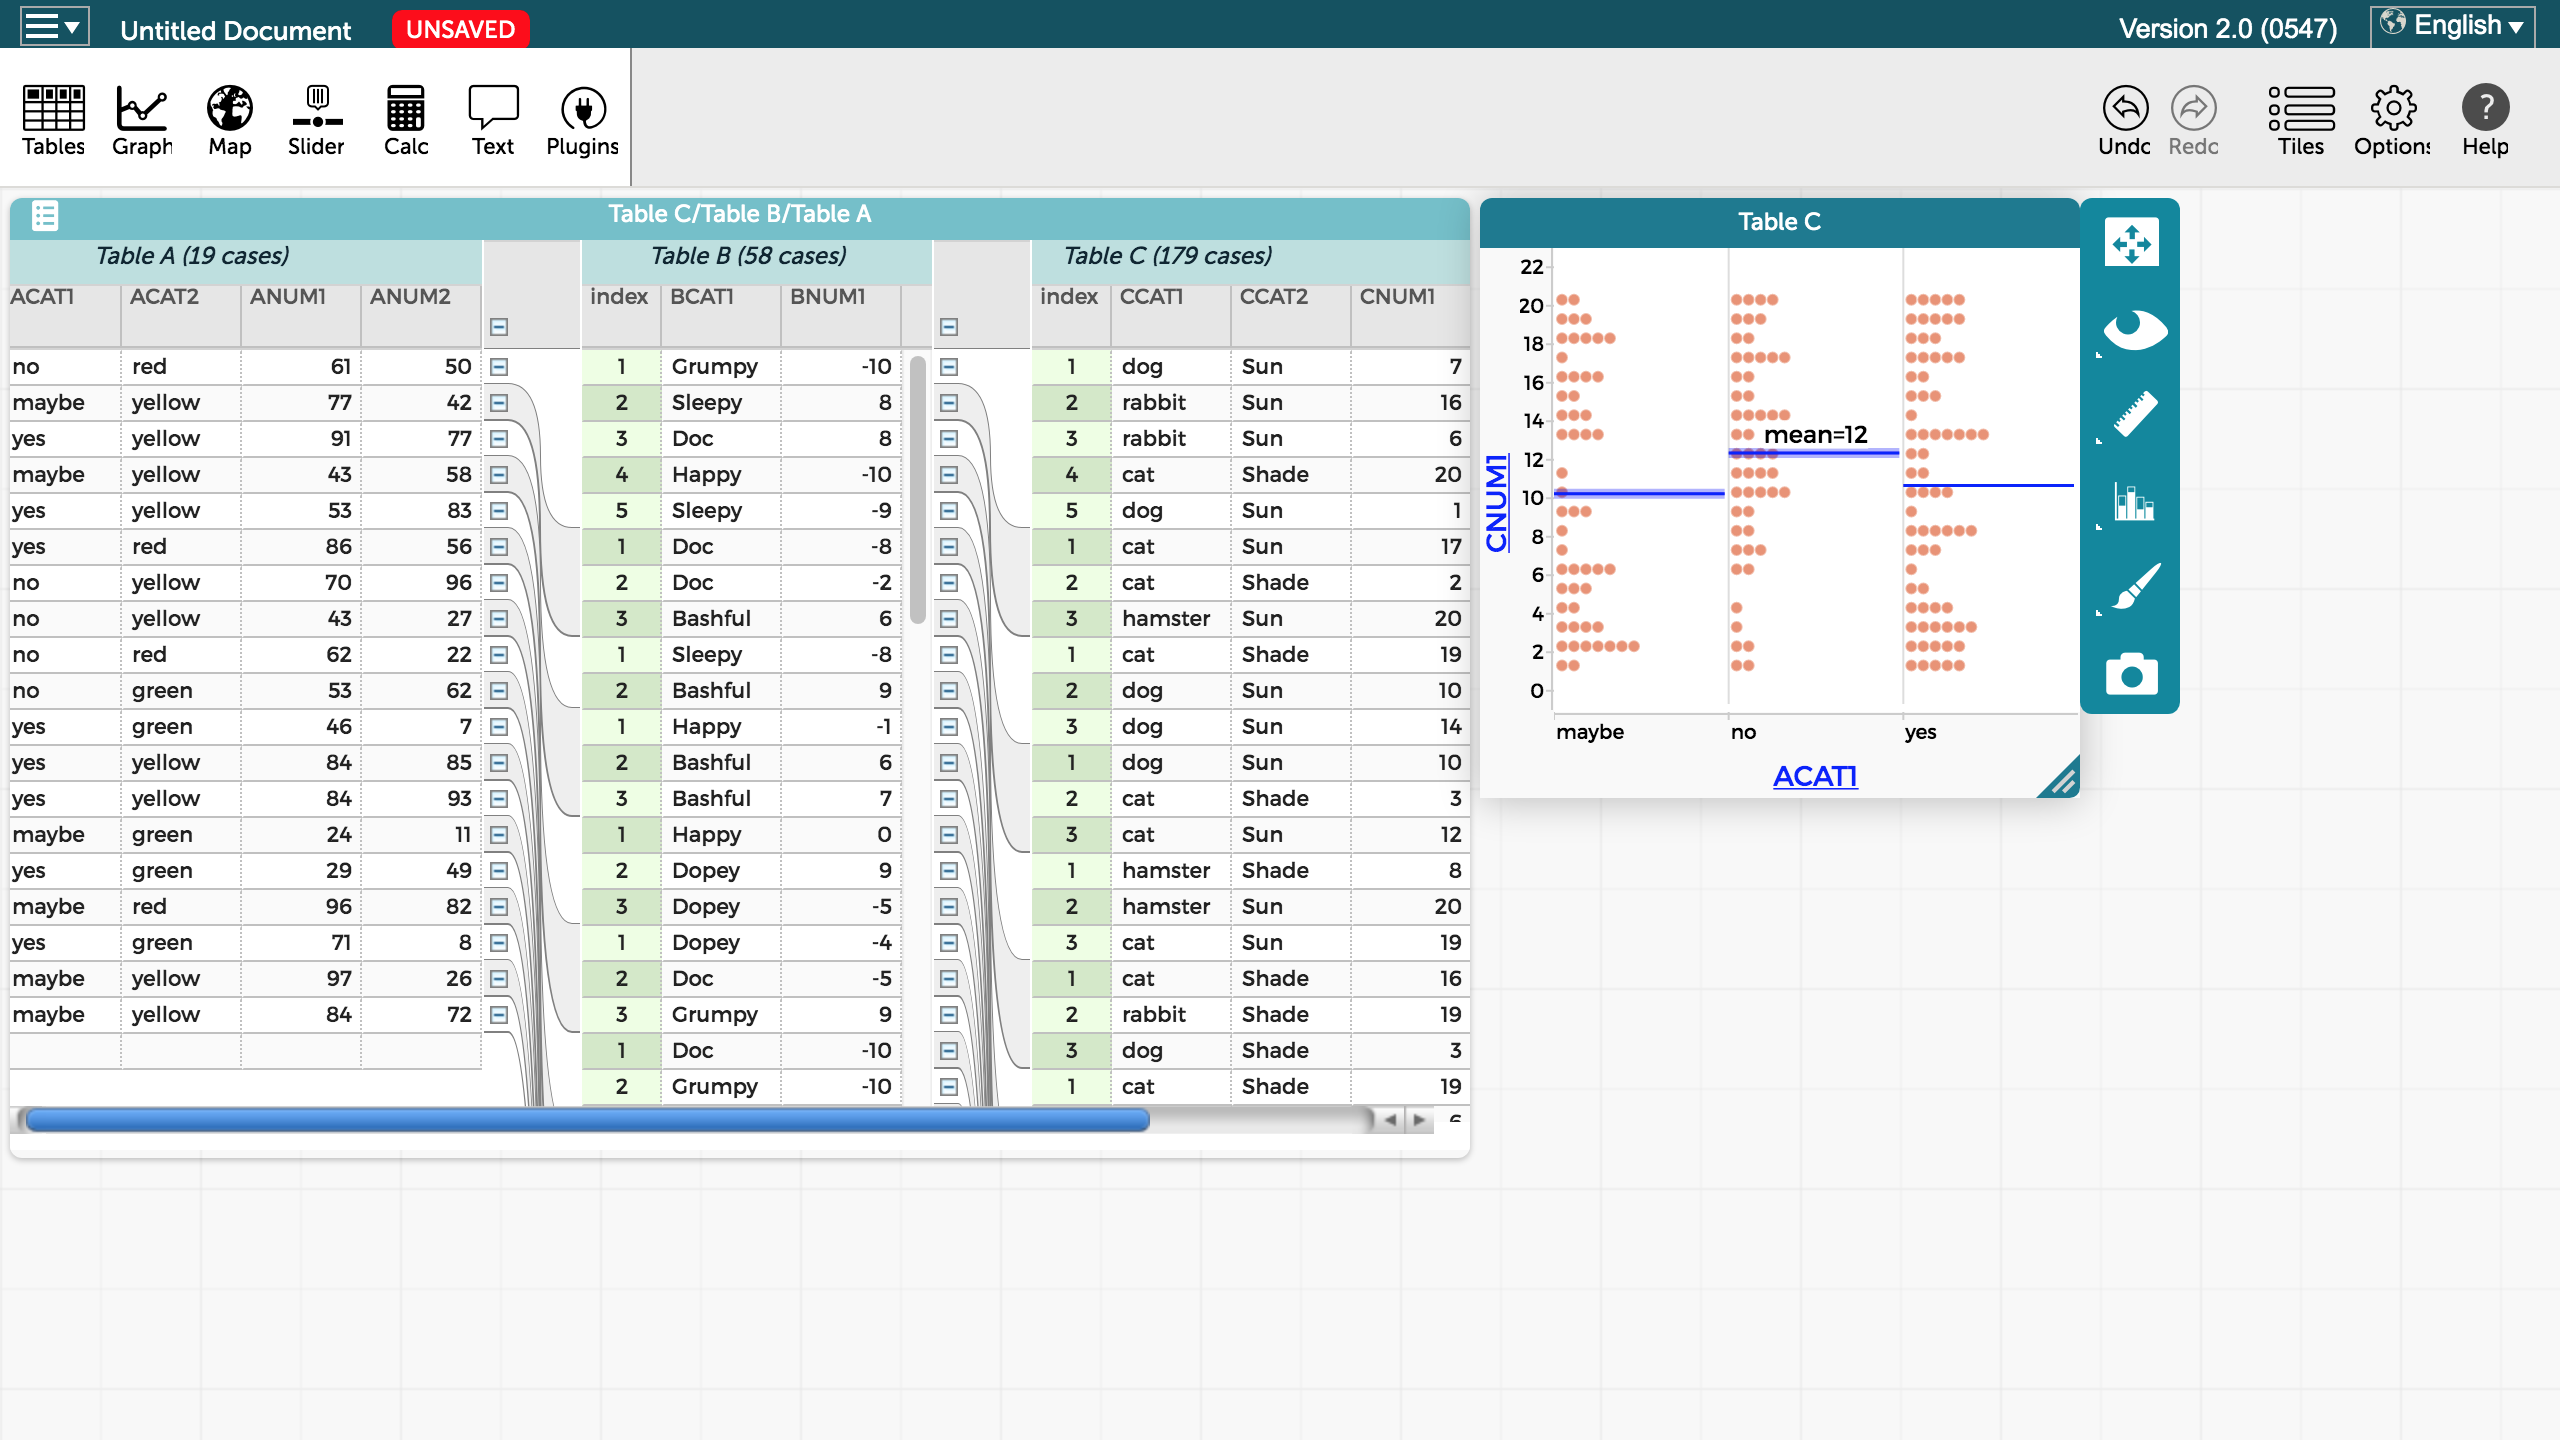 Untitled Document UNSAVED Version 2.0 (0547) English
Tables Graph Map Slider Calc Text Plugins Undo Redo Tiles Options Help
Table C/Table B/Table A
Table A (19 cases) Table B (58 cases) Table C (179 cases)
ACAT1 ACAT2 ANUM1 ANUM2 index BCAT1 BNUM1 index CCAT1 CCAT2 CNUM1
no red 61 50 1 Grumpy -10 1 dog Sun 7
maybe yellow 77 42 2 Sleepy 8 2 rabbit Sun 16
yes yellow 91 77 3 Doc 8 3 rabbit Sun 6
maybe yellow 43 58 4 Happy -10 4 cat Shade 20
yes yellow 53 83 5 Sleepy -9 5 dog Sun 1
yes red 86 56 1 Doc -8 1 cat Sun 17
no yellow 70 96 2 Doc -2 2 cat Shade 2
no yellow 43 27 3 Bashful 6 3 hamster Sun 20
no red 62 22 1 Sleepy -8 1 cat Shade 19
no green 53 62 2 Bashful 9 2 dog Sun 10
yes green 46 7 1 Happy -1 3 dog Sun 14
yes yellow 84 85 2 Bashful 6 1 dog Sun 10
yes yellow 84 93 3 Bashful 7 2 cat Shade 3
maybe green 24 11 1 Happy 0 3 cat Sun 12
yes green 29 49 2 Dopey 9 1 hamster Shade 8
maybe red 96 82 3 Dopey -5 2 hamster Sun 20
yes green 71 8 1 Dopey -4 3 cat Sun 19
maybe yellow 97 26 2 Doc -5 1 cat Shade 16
maybe yellow 84 72 3 Grumpy 9 2 rabbit Shade 19
1 Doc -10 3 dog Shade 3
2 Grumpy -10 1 cat Shade 19
Table C
22
20
18
16
14
mean=12
12
10
8
6
4
2
0
CNUM1
maybe no yes
ACAT1